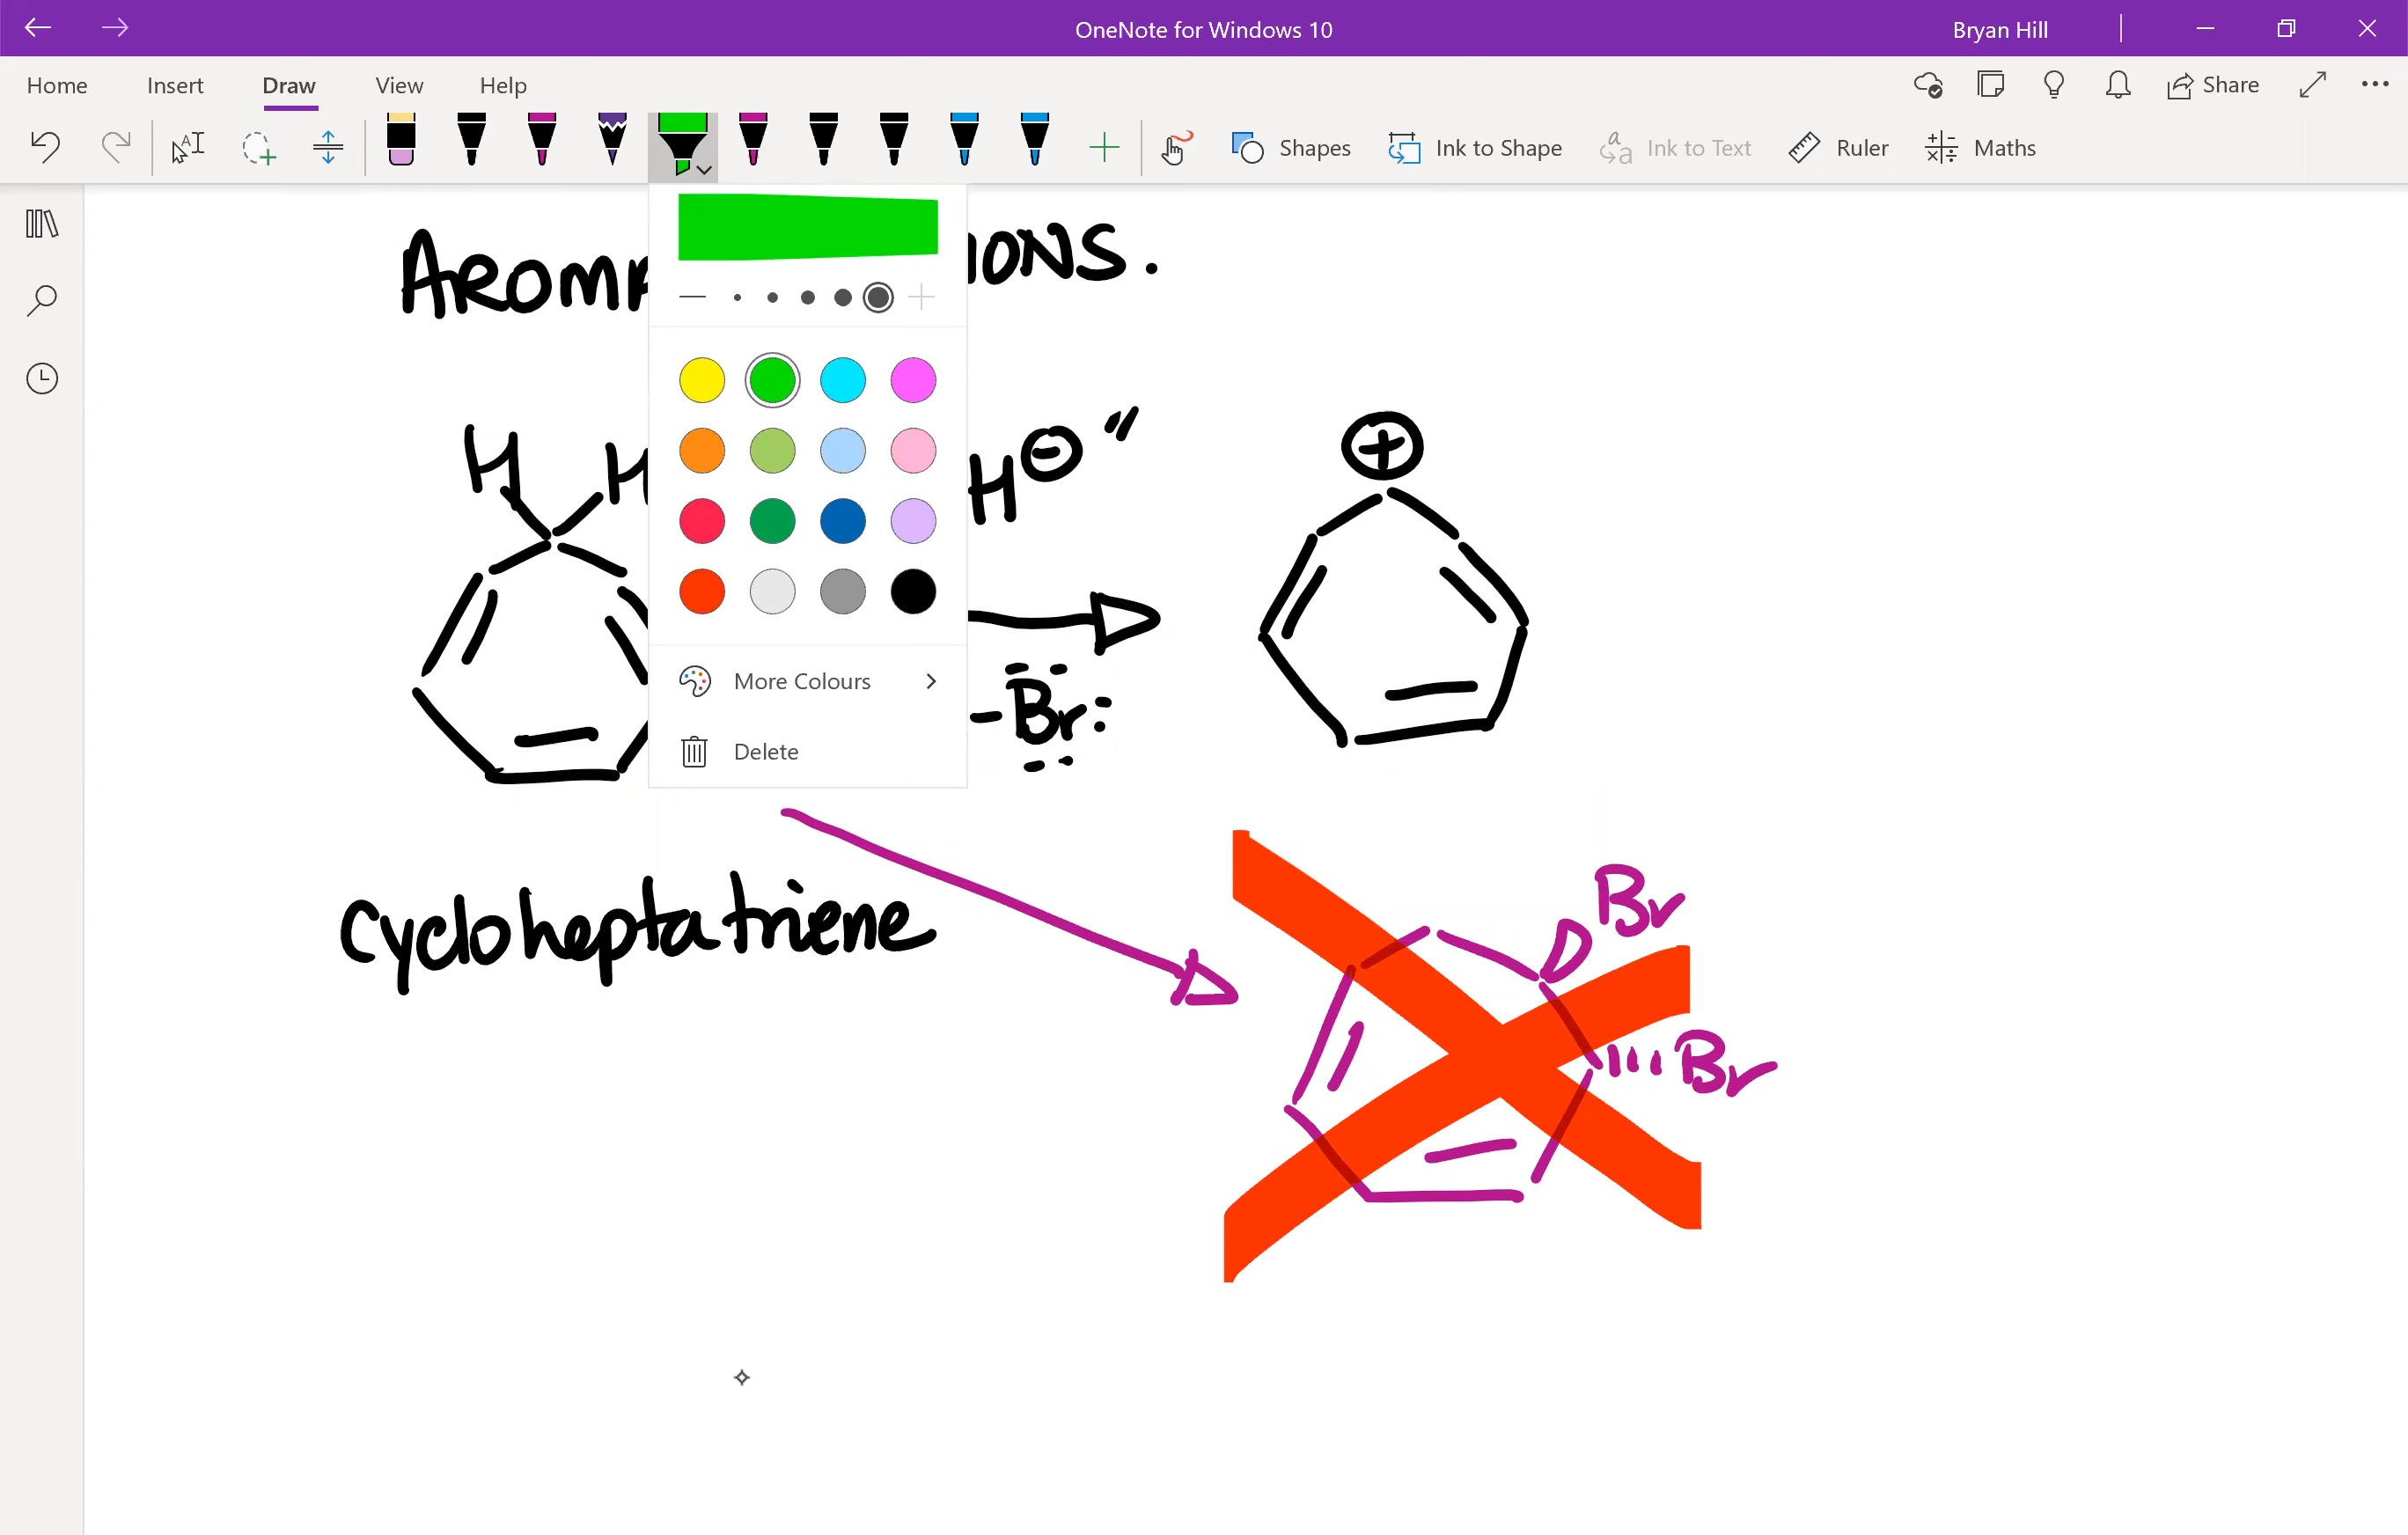 OneNote for Windows 10 Bryan Hill
Home Insert Draw View Help Share
Shapes Ink to Shape Ink to Text Ruler Maths
AROMA IONS.
H H H⊖ "
⊕
More Colours
-Br:
Delete
Br
cycloheptatriene
Br